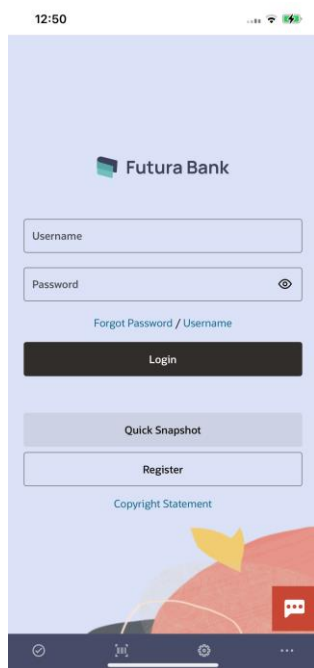 12:50
Futura Bank
Username
Password
Forgot Password / Username
Login
Quick Snapshot
Register
Copyright Statement